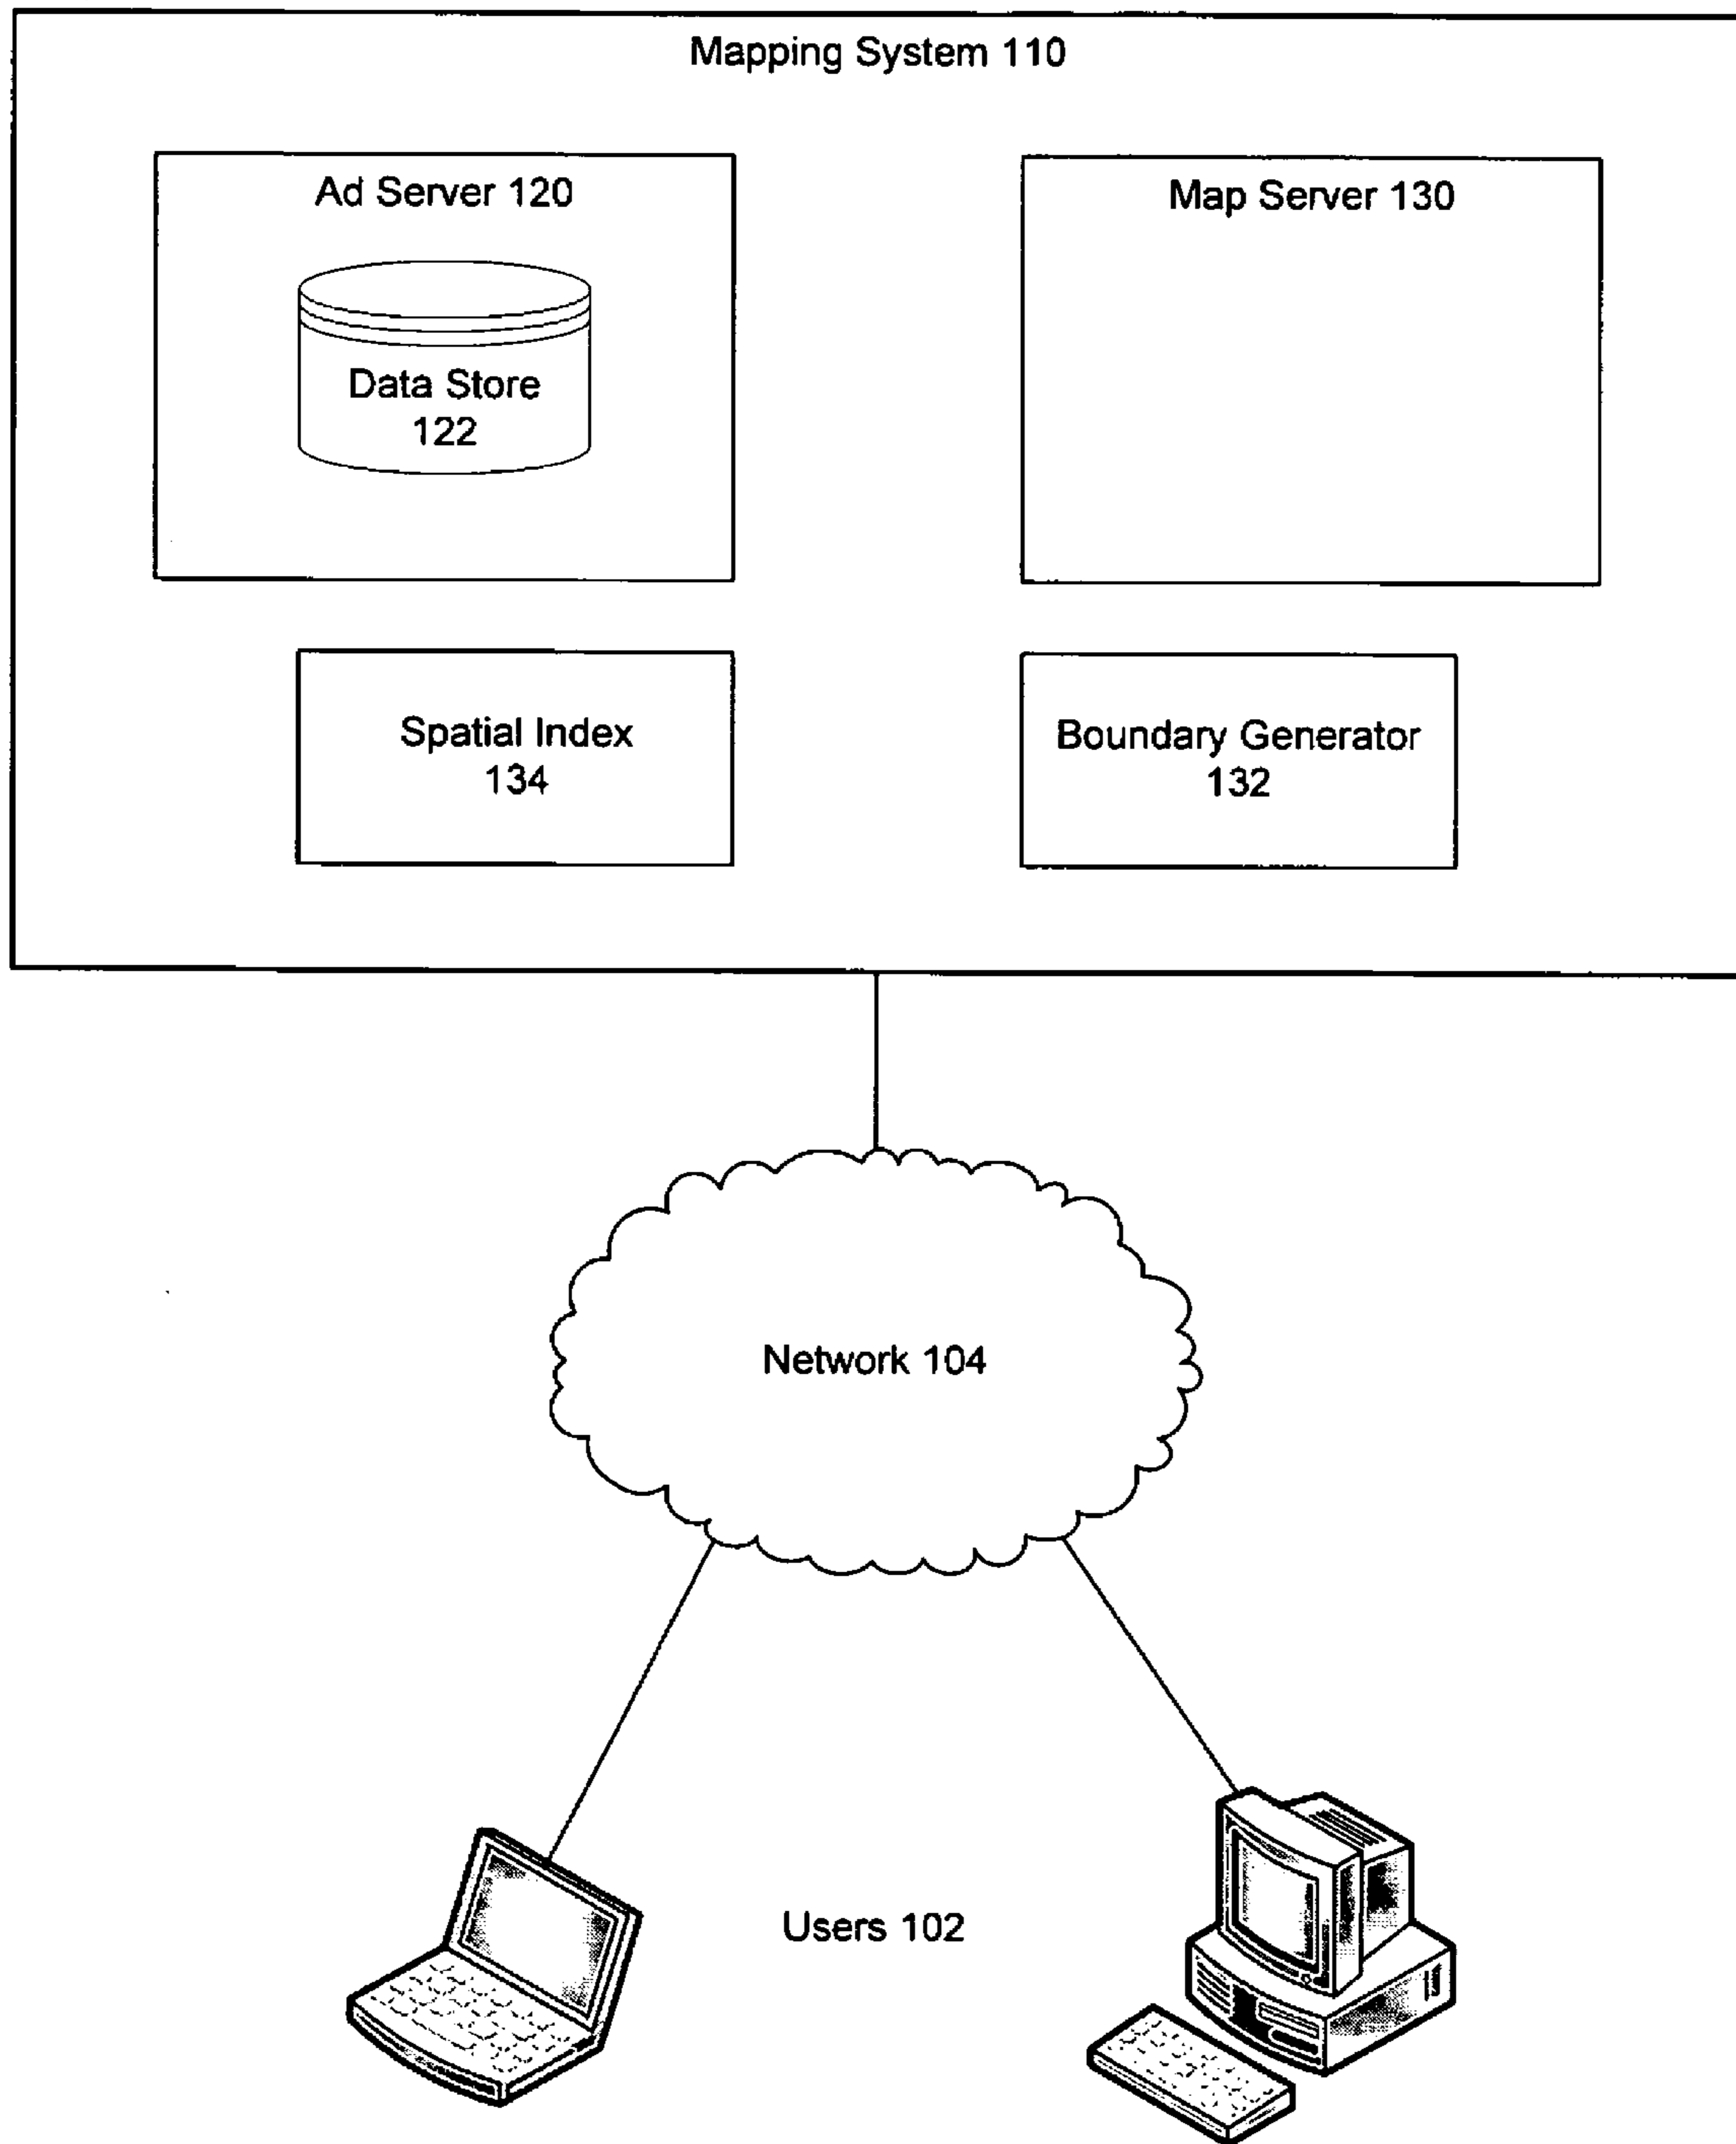 Mapping System 110
Ad Server 120
Map Server 130
Data Store
122
Spatial Index
134
Boundary Generator
132
Network 104
Users 102